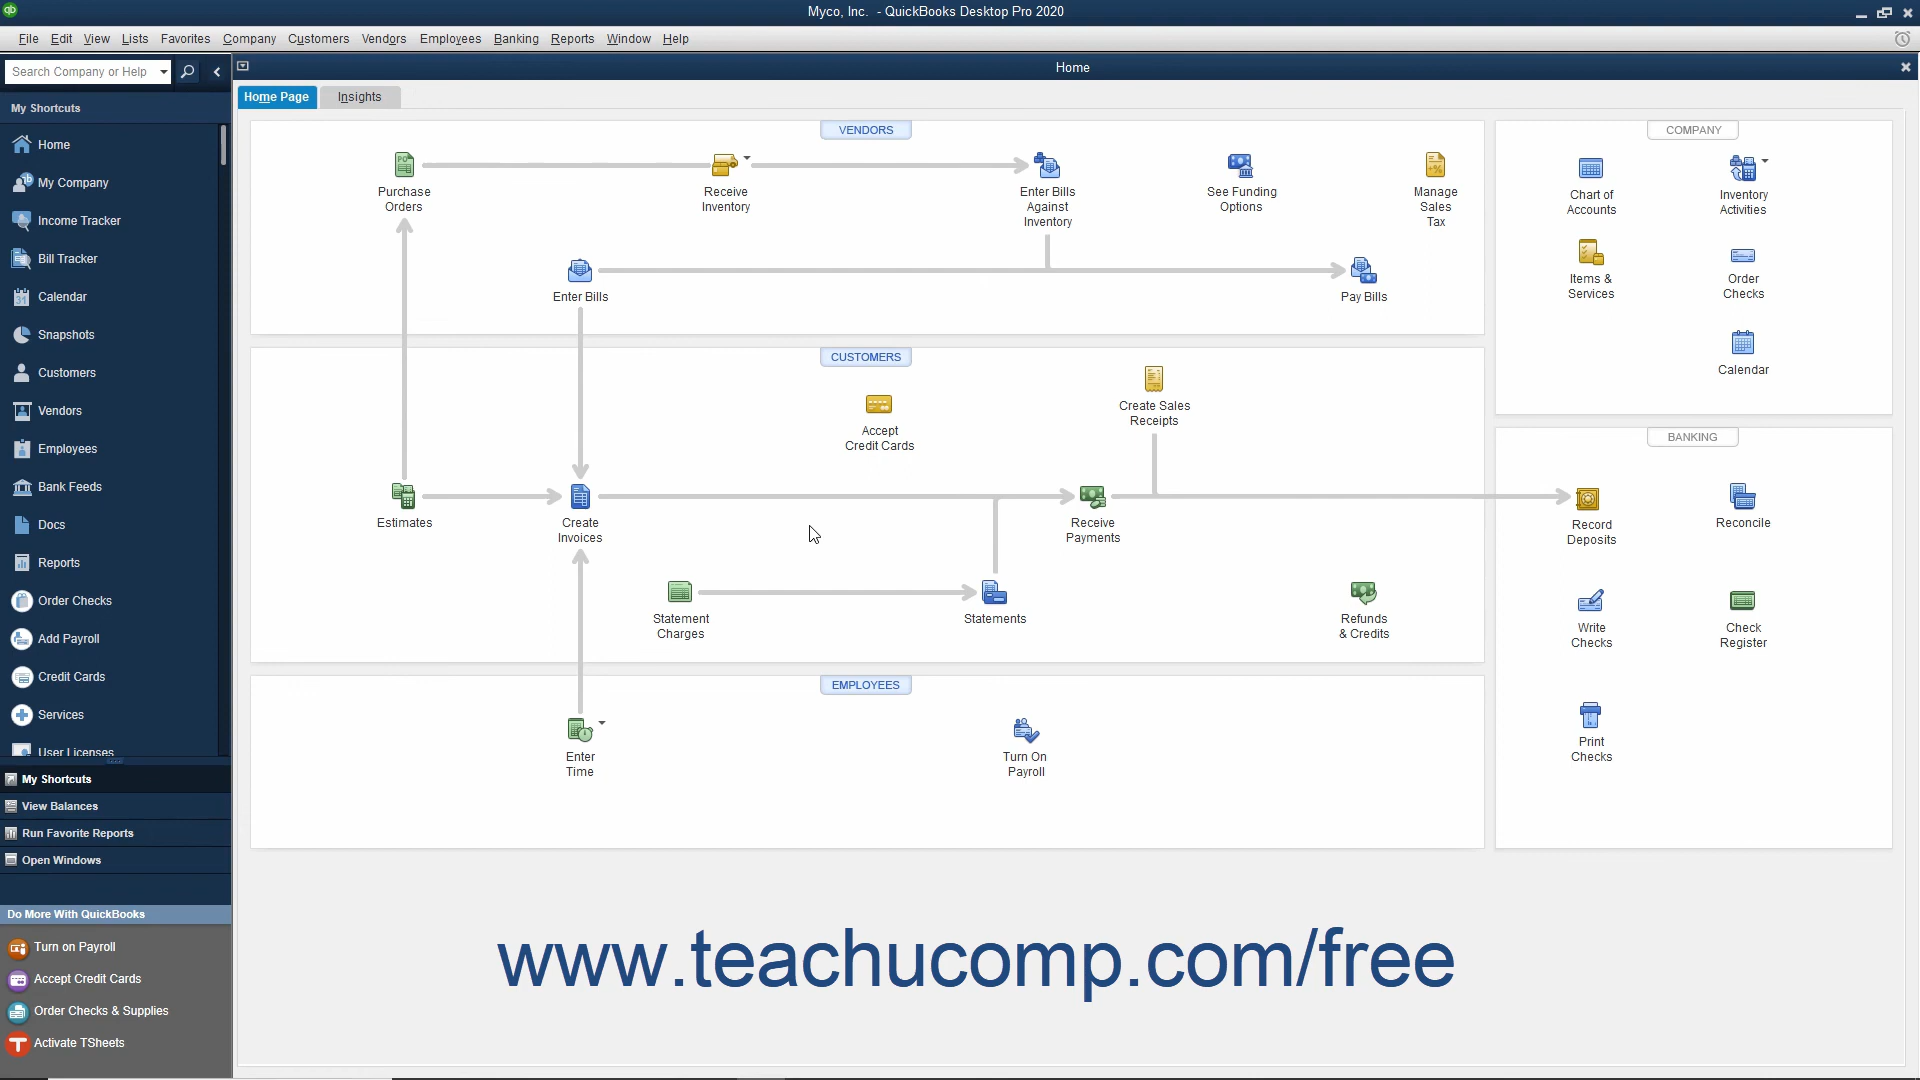 Myco, Inc. - QuickBooks Desktop Pro 2020
File Edit View Lists Favorites Company Customers Vendors Employees Banking Reports Window Help
Search Company or Help
Home
My Shortcuts
Home
My Company
Income Tracker
Bill Tracker
Calendar
Snapshots
Customers
Vendors
Employees
Bank Feeds
Docs
Reports
Order Checks
Add Payroll
Credit Cards
Services
User Licenses
My Shortcuts
View Balances
Run Favorite Reports
Open Windows
Do More With QuickBooks
Turn on Payroll
Accept Credit Cards
Order Checks & Supplies
Activate TSheets
Home Page
Insights
VENDORS
Purchase
Orders
Receive
Inventory
Enter Bills
Against
Inventory
See Funding
Options
Manage
Sales
Tax
Enter Bills
Pay Bills
CUSTOMERS
Accept
Credit Cards
Create Sales
Receipts
Estimates
Create
Invoices
Receive
Payments
Statement
Charges
Statements
Refunds
& Credits
EMPLOYEES
Enter
Time
Turn On
Payroll
COMPANY
Chart of
Accounts
Inventory
Activities
Items &
Services
Order
Checks
Calendar
BANKING
Record
Deposits
Reconcile
Write
Checks
Check
Register
Print
Checks
www.teachucomp.com/free